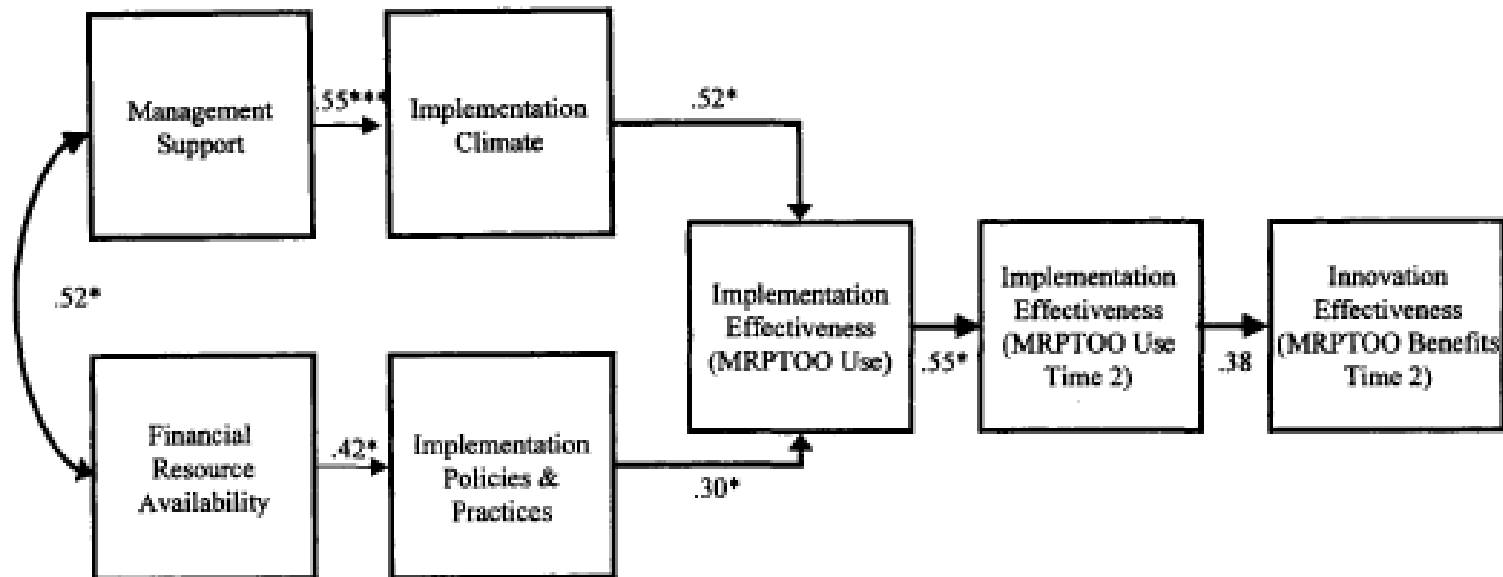 Management
Support
.55***
Implementation
Climate
.52*
.52*
Financial
Resource
Availability
.42*
Implementation
Policies &
Practices
.30*
Implementation
Effectiveness
(MRPTOO Use)
.55*
Implementation
Effectiveness
(MRPTOO Use
Time 2)
.38
Innovation
Effectiveness
(MRPTOO Benefits
Time 2)